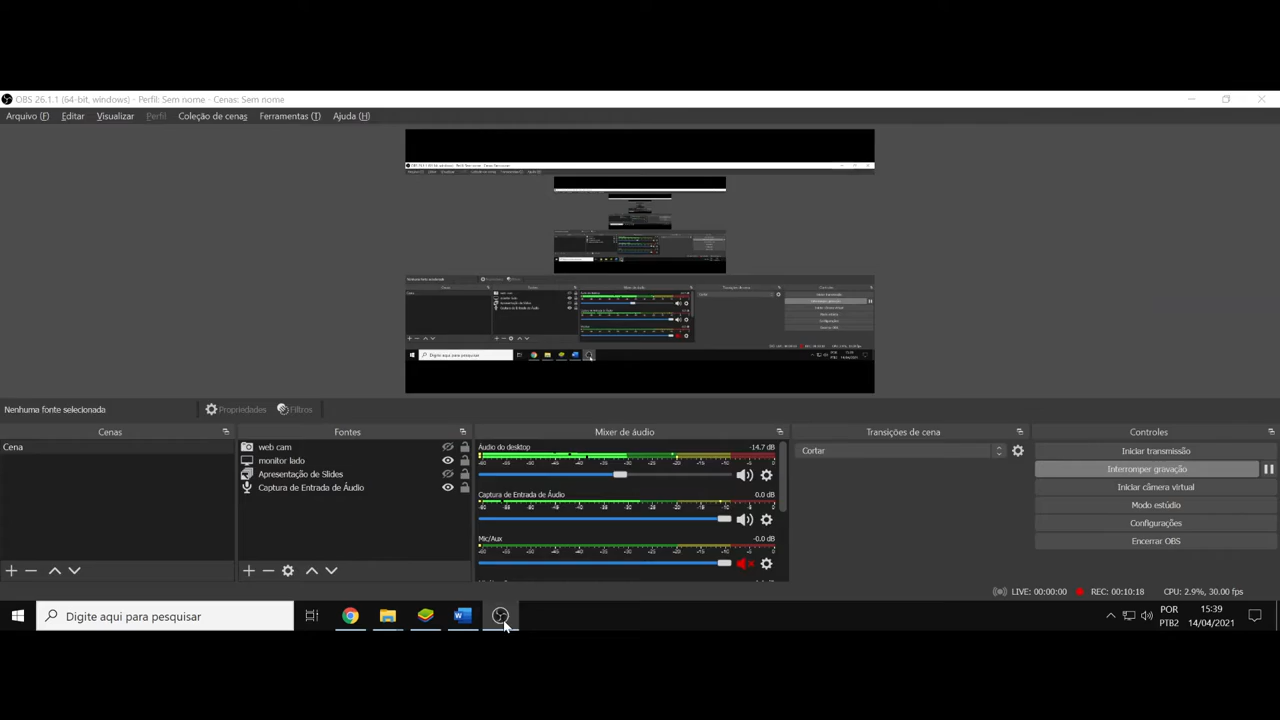 OBS 26.1.1 (64-bit, windows) - Perfil: Sem nome - Cenas: Sem nome
Arquivo (F) Editar Visualizar Perfil Coleção de cenas Ferramentas (T) Ajuda (H)
Nenhuma fonte selecionada Propriedades Filtros
Cenas Fontes Mixer de áudio Transições de cena Controles
Cena
web cam
monitor lado
Apresentação de Slides
Captura de Entrada de Áudio
Áudio do desktop -14.7 dB
Captura de Entrada de Áudio 0.0 dB
Mic/Aux -0.0 dB
Cortar
Iniciar transmissão
Interromper gravação
Iniciar câmera virtual
Modo estúdio
Configurações
Encerrar OBS
LIVE: 00:00:00 REC: 00:10:18 CPU: 2.9%, 30.00 fps
Digite aqui para pesquisar
POR 15:39
PTB2 14/04/2021